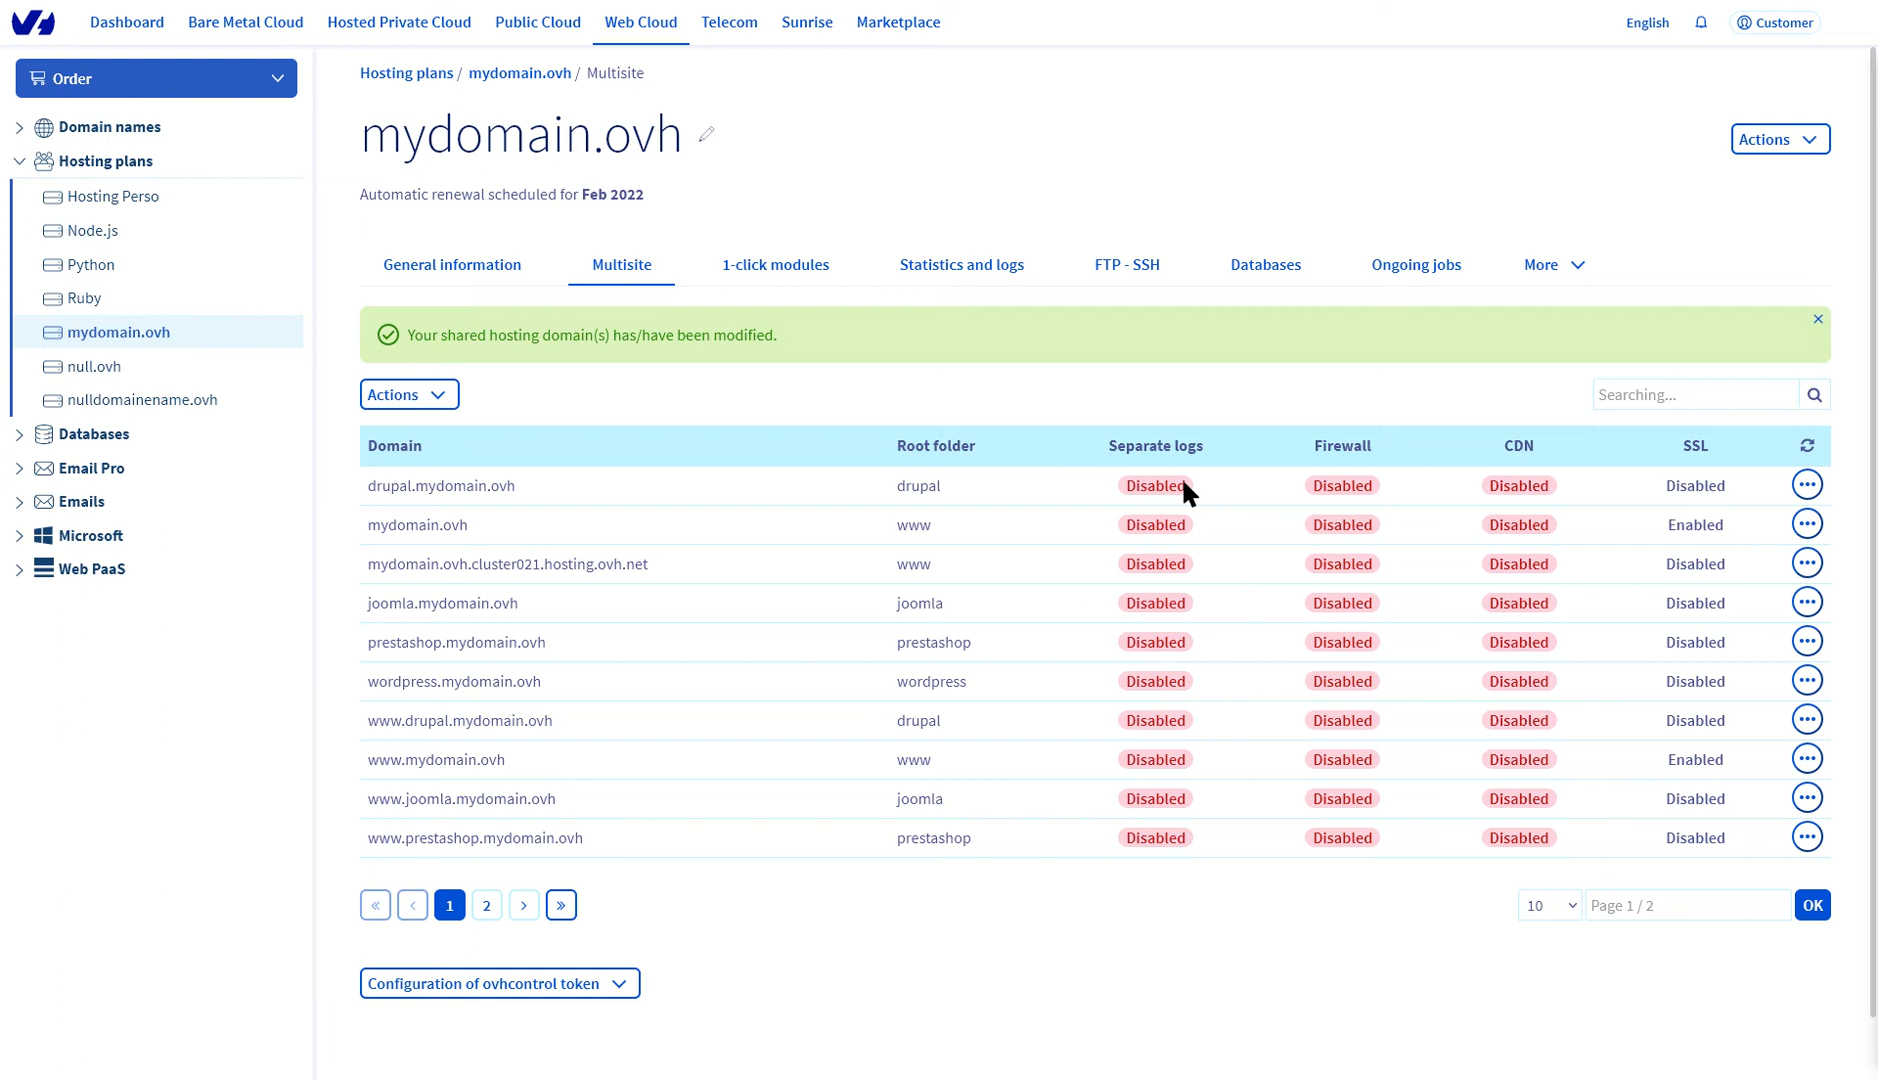 Dashboard Bare Metal Cloud Hosted Private Cloud Public Cloud Web Cloud Telecom Sunrise Marketplace English Customer
Order
Domain names
Hosting plans
Hosting Perso
Node.js
Python
Ruby
mydomain.ovh
null.ovh
nulldomainename.ovh
Databases
Email Pro
Emails
Microsoft
Web PaaS
Hosting plans / mydomain.ovh / Multisite
mydomain.ovh
Actions
Automatic renewal scheduled for Feb 2022
General information Multisite 1-click modules Statistics and logs FTP - SSH Databases Ongoing jobs More
Your shared hosting domain(s) has/have been modified.
Actions Searching...
Domain Root folder Separate logs Firewall CDN SSL
drupal.mydomain.ovh drupal Disabled Disabled Disabled Disabled
mydomain.ovh www Disabled Disabled Disabled Enabled
mydomain.ovh.cluster021.hosting.ovh.net www Disabled Disabled Disabled Disabled
joomla.mydomain.ovh joomla Disabled Disabled Disabled Disabled
prestashop.mydomain.ovh prestashop Disabled Disabled Disabled Disabled
wordpress.mydomain.ovh wordpress Disabled Disabled Disabled Disabled
www.drupal.mydomain.ovh drupal Disabled Disabled Disabled Disabled
www.mydomain.ovh www Disabled Disabled Disabled Enabled
www.joomla.mydomain.ovh joomla Disabled Disabled Disabled Disabled
www.prestashop.mydomain.ovh prestashop Disabled Disabled Disabled Disabled
« ‹ 1 2 › » 10 Page 1 / 2 OK
Configuration of ovhcontrol token